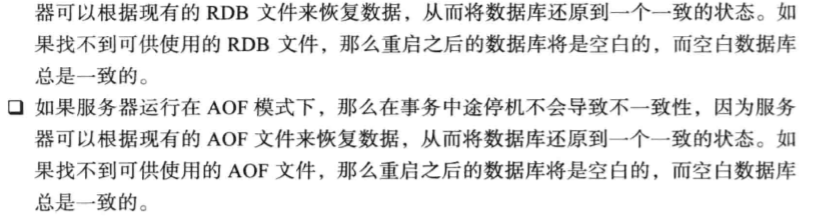 器可以根据现有的 RDB 文件来恢复数据，从而将数据库还原到一个一致的状态。如
果找不到可供使用的 RDB 文件，那么重启之后的数据库将是空白的，而空白数据库
总是一致的。
❑ 如果服务器运行在 AOF 模式下，那么在事务中途停机不会导致不一致性，因为服务
器可以根据现有的 AOF 文件来恢复数据，从而将数据库还原到一个一致的状态。如
果找不到可供使用的 AOF 文件，那么重启之后的数据库将是空白的，而空白数据库
总是一致的。